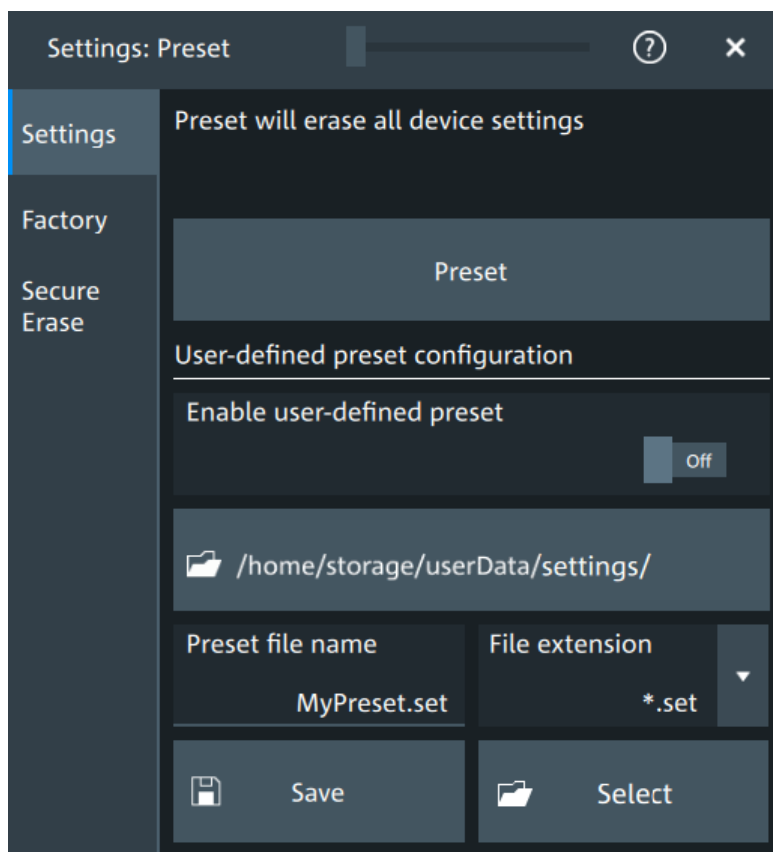 Settings: Preset
?
Settings
Factory
Secure
Erase
Preset will erase all device settings
Preset
User-defined preset configuration
Enable user-defined preset
Off
/home/storage/userData/settings/
Preset file name
MyPreset.set
File extension
*.set
Save
Select